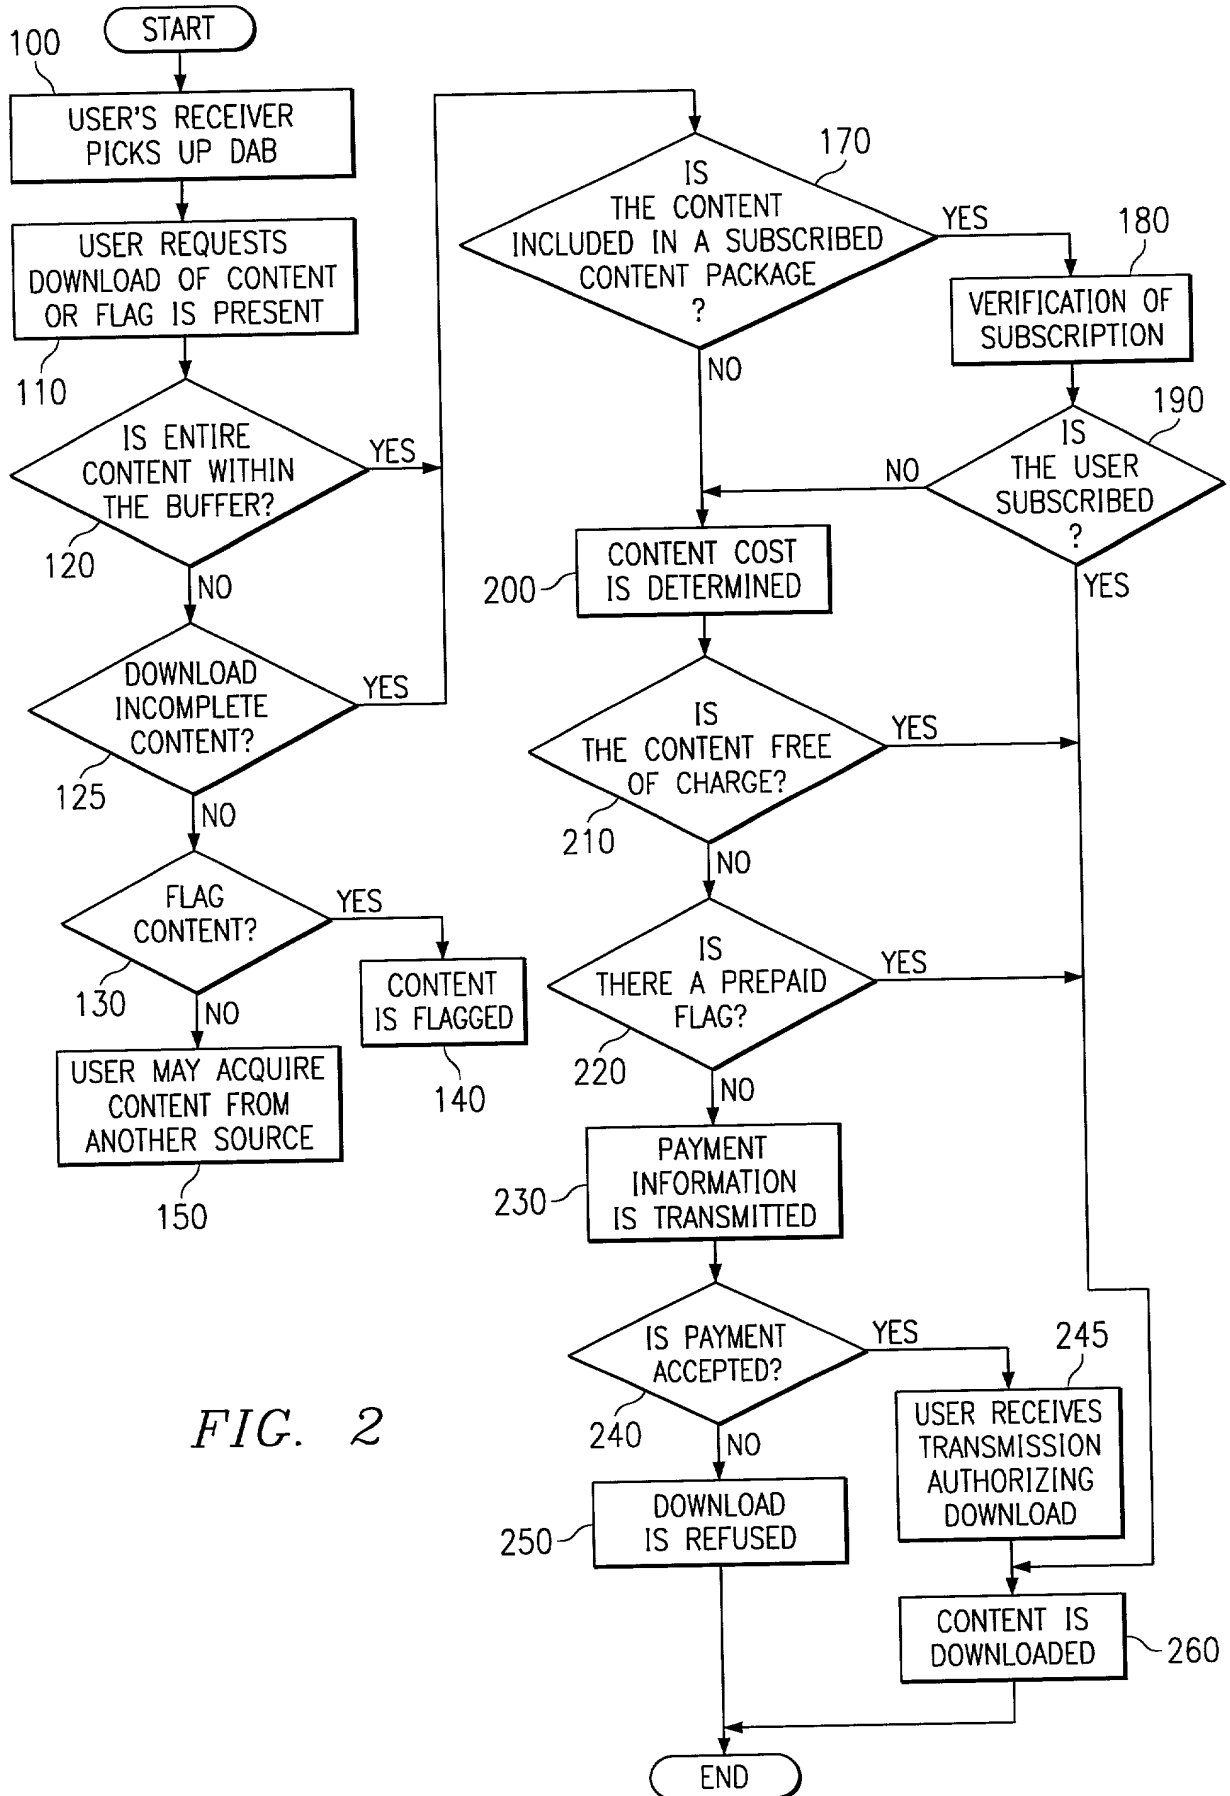 START
100
USER'S RECEIVER
PICKS UP DAB
USER REQUESTS
DOWNLOAD OF CONTENT
OR FLAG IS PRESENT
110
IS ENTIRE
CONTENT WITHIN
THE BUFFER?
YES
120
NO
DOWNLOAD
INCOMPLETE
CONTENT?
YES
125
NO
FLAG
CONTENT?
YES
130
NO
CONTENT
IS FLAGGED
140
USER MAY ACQUIRE
CONTENT FROM
ANOTHER SOURCE
150
IS
THE CONTENT
INCLUDED IN A SUBSCRIBED
CONTENT PACKAGE
?
170
YES
NO
180
VERIFICATION OF
SUBSCRIPTION
190
IS
THE USER
SUBSCRIBED
?
NO
YES
CONTENT COST
IS DETERMINED
200
IS
THE CONTENT FREE
OF CHARGE?
YES
210
NO
IS
THERE A PREPAID
FLAG?
YES
220
NO
PAYMENT
INFORMATION
IS TRANSMITTED
230
IS PAYMENT
ACCEPTED?
YES
240
NO
245
USER RECEIVES
TRANSMISSION
AUTHORIZING
DOWNLOAD
DOWNLOAD
IS REFUSED
250
CONTENT IS
DOWNLOADED
260
END
FIG. 2